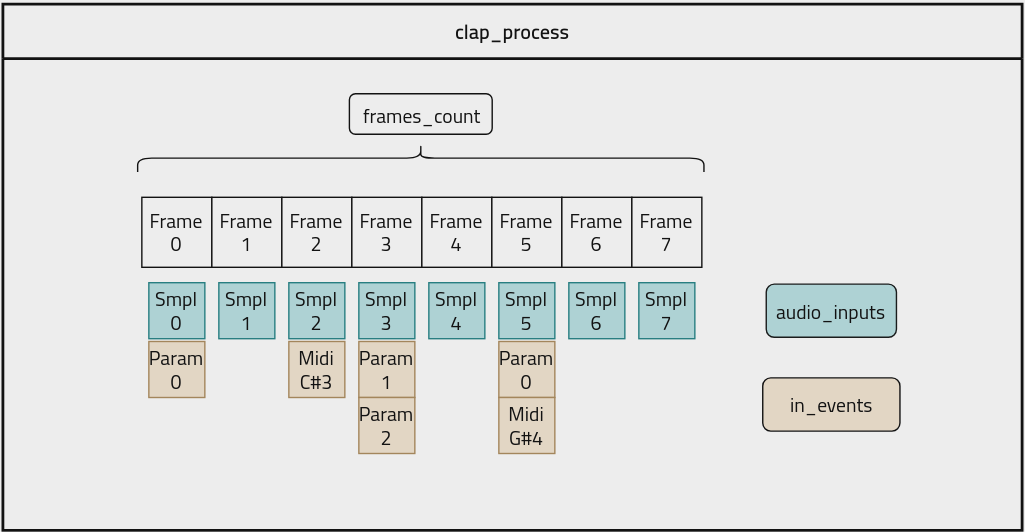 clap_process
frames_count
Frame Frame Frame Frame Frame Frame Frame Frame
0 1 2 3 4 5 6 7
Smpl Smpl Smpl Smpl Smpl Smpl Smpl Smpl
0 1 2 3 4 5 6 7
audio_inputs
Param Midi Param Param
0 C#3 1 0
in_events
Param Midi
2 G#4